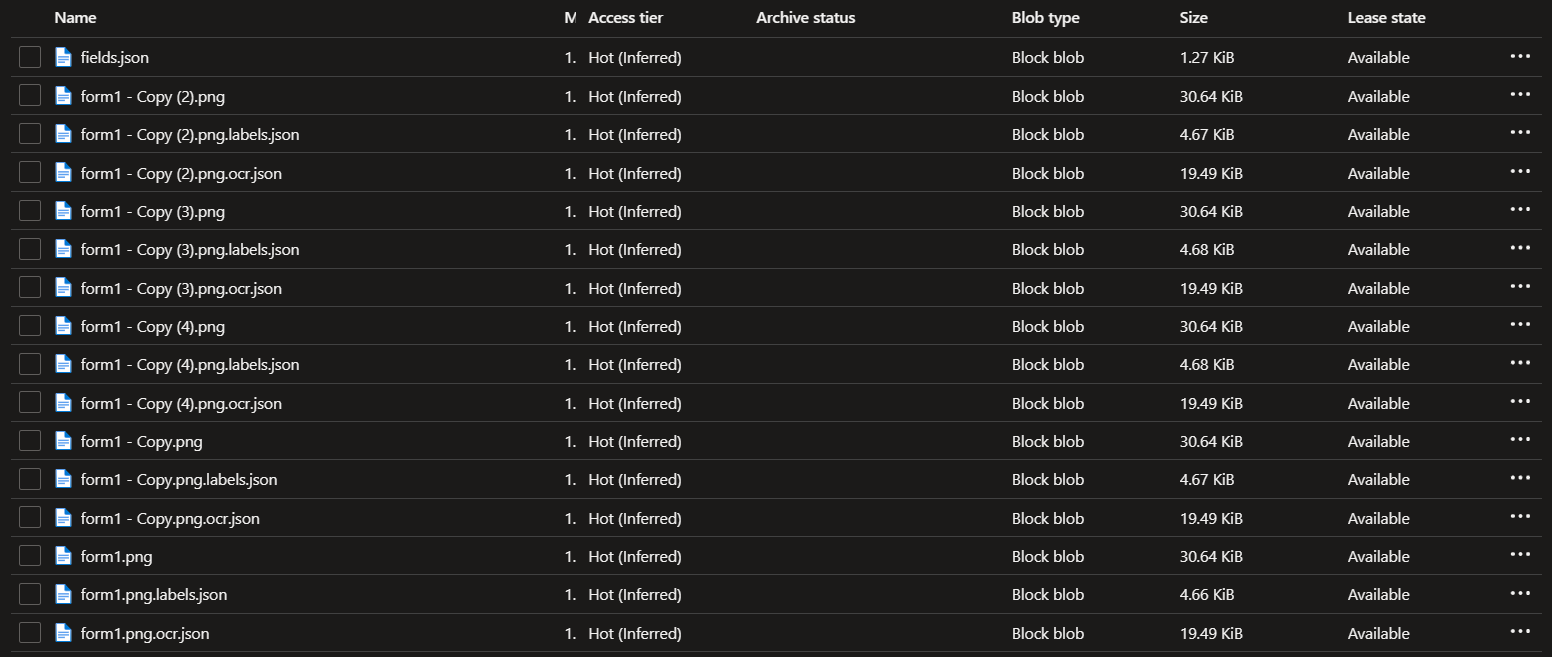 Name M Access tier Archive status Blob type Size Lease state
fields.json 1. Hot (Inferred) Block blob 1.27 KiB Available
form1 - Copy (2).png 1. Hot (Inferred) Block blob 30.64 KiB Available
form1 - Copy (2).png.labels.json 1. Hot (Inferred) Block blob 4.67 KiB Available
form1 - Copy (2).png.ocr.json 1. Hot (Inferred) Block blob 19.49 KiB Available
form1 - Copy (3).png 1. Hot (Inferred) Block blob 30.64 KiB Available
form1 - Copy (3).png.labels.json 1. Hot (Inferred) Block blob 4.68 KiB Available
form1 - Copy (3).png.ocr.json 1. Hot (Inferred) Block blob 19.49 KiB Available
form1 - Copy (4).png 1. Hot (Inferred) Block blob 30.64 KiB Available
form1 - Copy (4).png.labels.json 1. Hot (Inferred) Block blob 4.68 KiB Available
form1 - Copy (4).png.ocr.json 1. Hot (Inferred) Block blob 19.49 KiB Available
form1 - Copy.png 1. Hot (Inferred) Block blob 30.64 KiB Available
form1 - Copy.png.labels.json 1. Hot (Inferred) Block blob 4.67 KiB Available
form1 - Copy.png.ocr.json 1. Hot (Inferred) Block blob 19.49 KiB Available
form1.png 1. Hot (Inferred) Block blob 30.64 KiB Available
form1.png.labels.json 1. Hot (Inferred) Block blob 4.66 KiB Available
form1.png.ocr.json 1. Hot (Inferred) Block blob 19.49 KiB Available